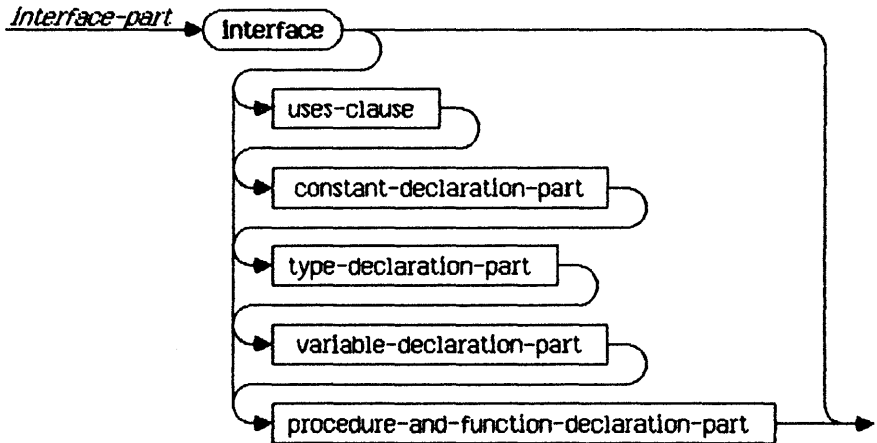 interface-part
interface
uses-clause
constant-declaration-part
type-declaration-part
variable-declaration-part
procedure-and-function-declaration-part